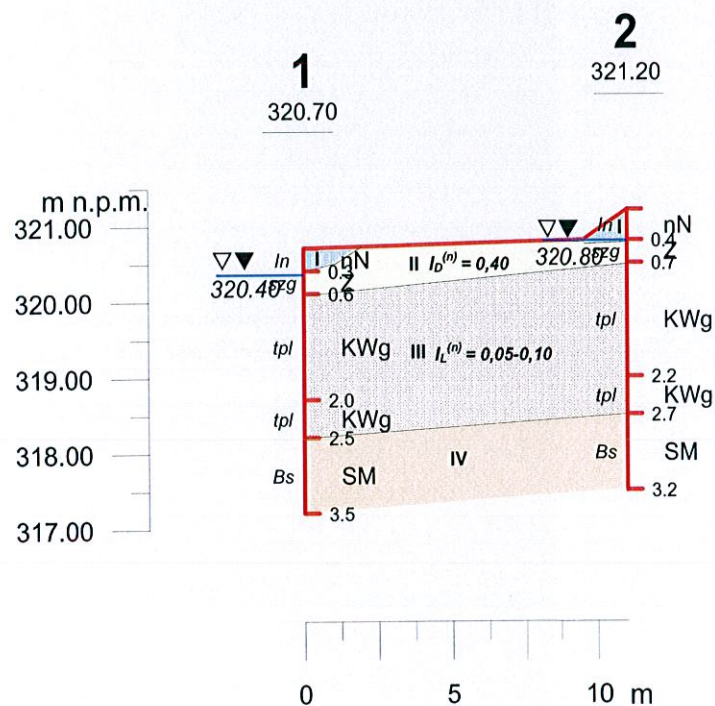 1
320.70
2
321.20
m n.p.m.
321.00
320.00
319.00
318.00
317.00
320.40
ln
I
nN
0.3
Z
0.6
tpl
KWg
2.0
tpl
KWg
2.5
Bs
SM
3.5
II I_D^(n) = 0,40
III I_L^(n) = 0,05-0,10
IV
320.80
ln
I
nN
0.4
Z
0.7
tpl
KWg
2.2
tpl
KWg
2.7
Bs
SM
3.2
0 5 10 m